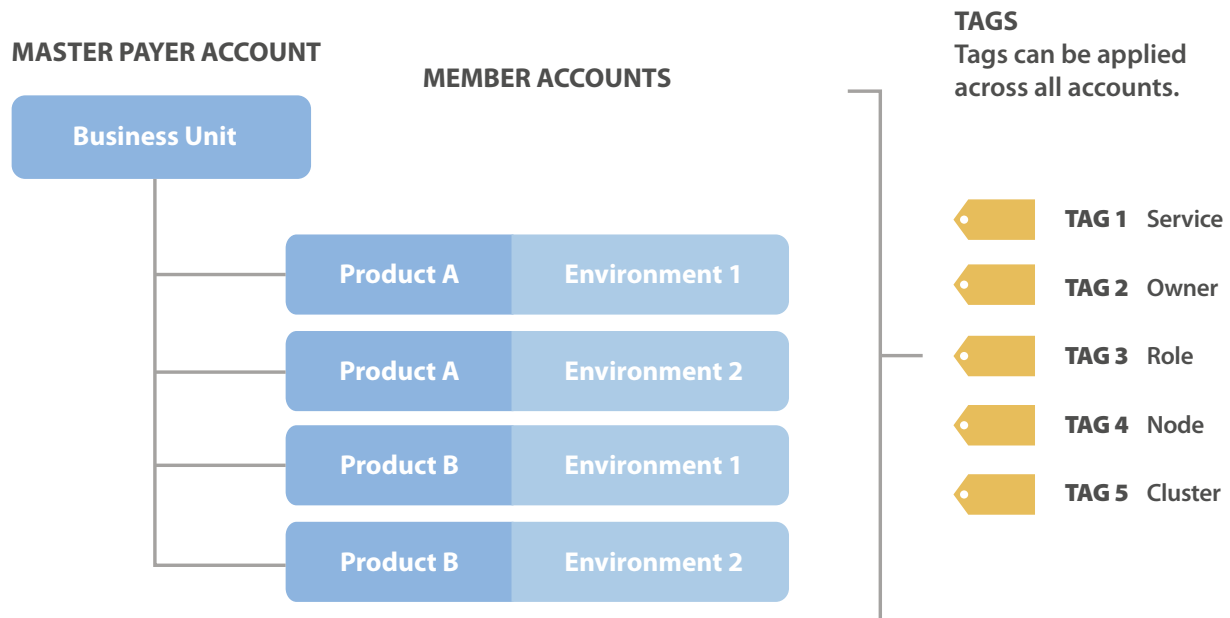 MASTER PAYER ACCOUNT
Business Unit
MEMBER ACCOUNTS
Product A Environment 1
Product A Environment 2
Product B Environment 1
Product B Environment 2
TAGS
Tags can be applied
across all accounts.
TAG 1 Service
TAG 2 Owner
TAG 3 Role
TAG 4 Node
TAG 5 Cluster